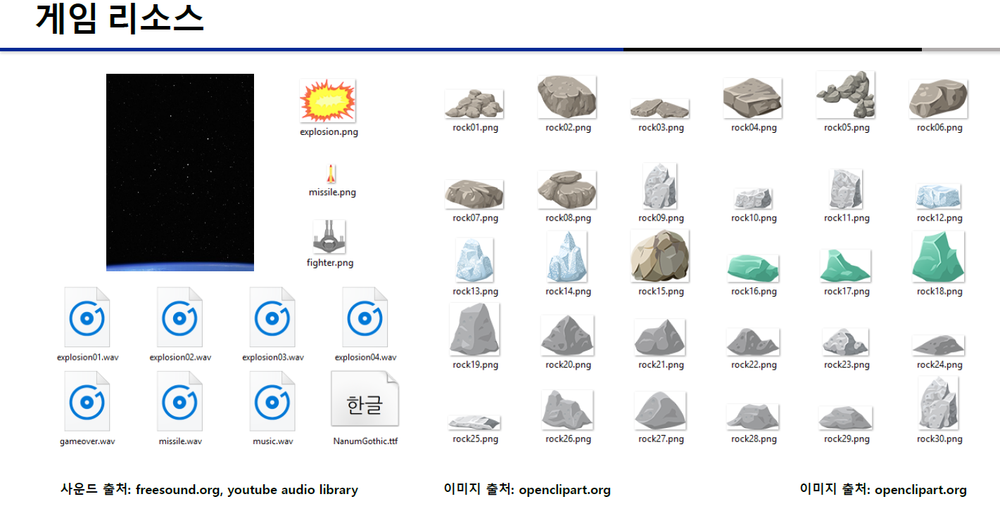 게임 리소스
explosion.png
missile.png
fighter.png
explosion01.wav
explosion02.wav
explosion03.wav
explosion04.wav
한글
gameover.wav
missile.wav
music.wav
NanumGothic.ttf
rock01.png
rock02.png
rock03.png
rock04.png
rock05.png
rock06.png
rock07.png
rock08.png
rock09.png
rock10.png
rock11.png
rock12.png
rock13.png
rock14.png
rock15.png
rock16.png
rock17.png
rock18.png
rock19.png
rock20.png
rock21.png
rock22.png
rock23.png
rock24.png
rock25.png
rock26.png
rock27.png
rock28.png
rock29.png
rock30.png
사운드 출처: freesound.org, youtube audio library
이미지 출처: openclipart.org
이미지 출처: openclipart.org